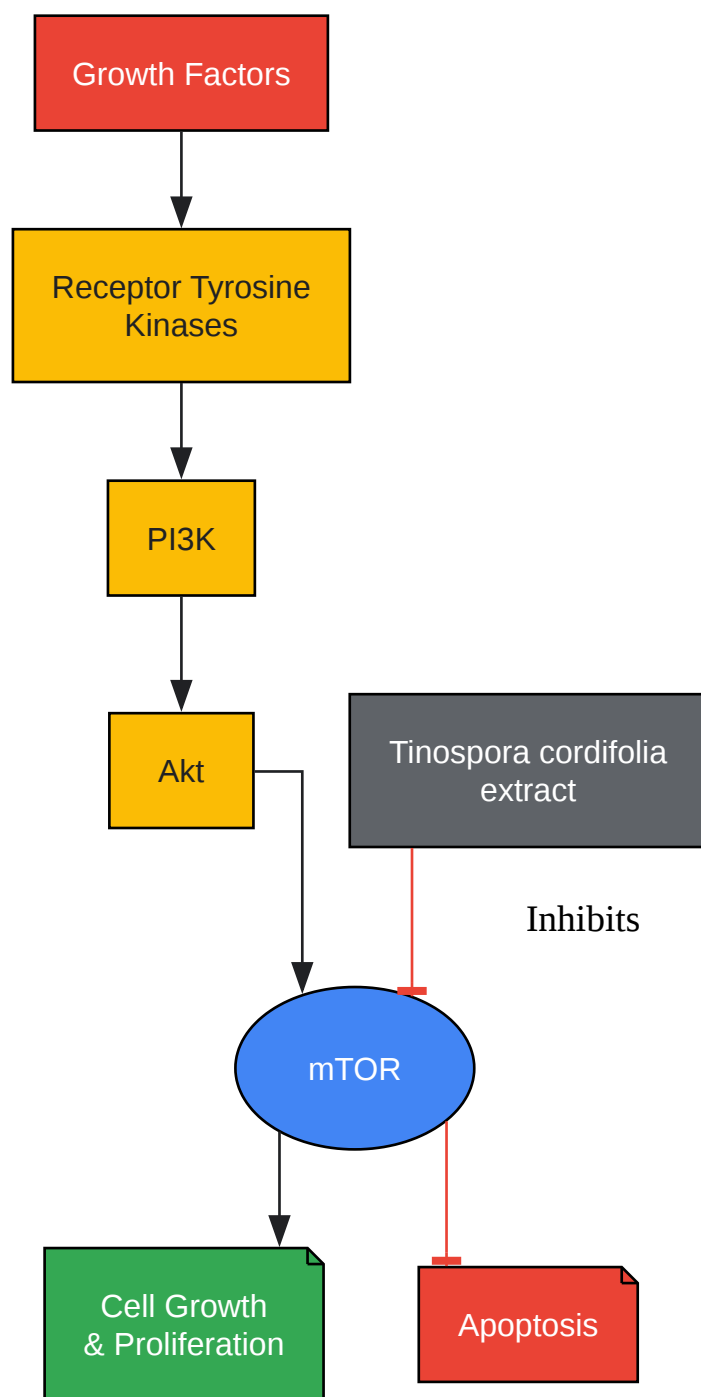 Growth Factors
Receptor Tyrosine
Kinases
PI3K
Akt
Tinospora cordifolia
extract
Inhibits
mTOR
Cell Growth
& Proliferation
Apoptosis